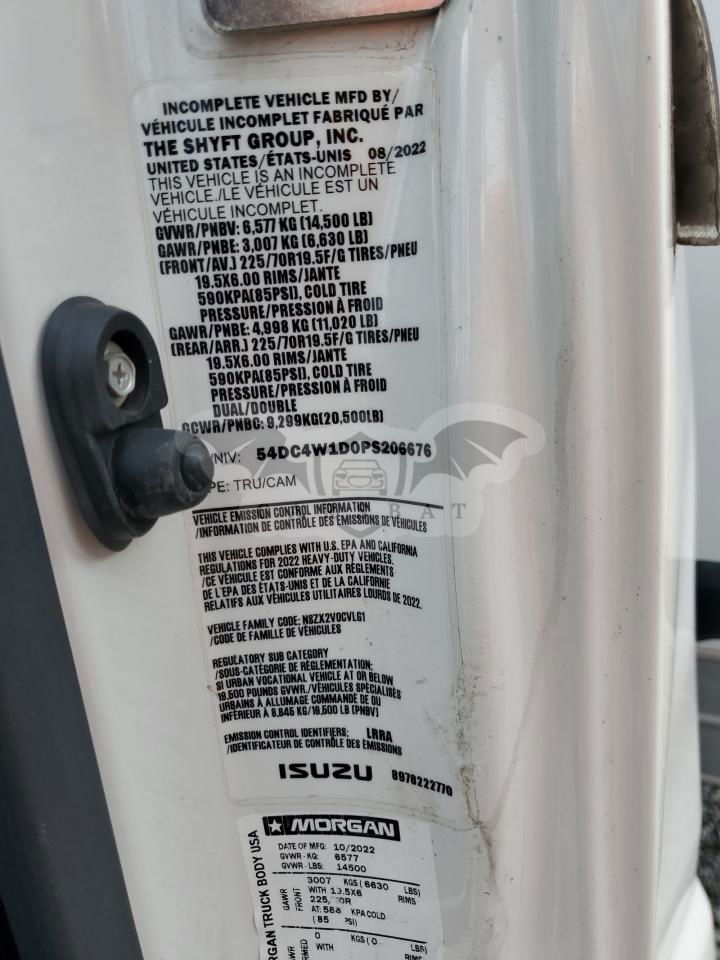 INCOMPLETE VEHICLE MFD BY/
VÉHICULE INCOMPLET FABRIQUÉ PAR
THE SHYFT GROUP, INC.
UNITED STATES/ÉTATS-UNIS 08/2022
THIS VEHICLE IS AN INCOMPLETE
VEHICLE./LE VÉHICULE EST UN
VÉHICULE INCOMPLET.
GVWR/PNBV: 6,577 KG (14,500 LB)
GAWR/PNBE: 3,007 KG (6,630 LB)
(FRONT/AV.) 225/70R19.5F/G TIRES/PNEU
19.5X6.00 RIMS/JANTE
590KPA(85PSI), COLD TIRE
PRESSURE/PRESSION À FROID
GAWR/PNBE: 4,998 KG (11,020 LB)
(REAR/ARR.) 225/70R19.5F/G TIRES/PNEU
19.5X6.00 RIMS/JANTE
590KPA(85PSI), COLD TIRE
PRESSURE/PRESSION À FROID
DUAL/DOUBLE
GCWR/PNBC: 9,299KG(20,500LB)
/NIV: 54DC4W1D0PS206676
PE: TRU/CAM
BAT
VEHICLE EMISSION CONTROL INFORMATION
/INFORMATION DE CONTRÔLE DES ÉMISSIONS DE VÉHICULES
THIS VEHICLE COMPLIES WITH U.S. EPA AND CALIFORNIA
REGULATIONS FOR 2022 HEAVY-DUTY VEHICLES.
/CE VÉHICULE EST CONFORME AUX RÈGLEMENTS
DE L'EPA DES ÉTATS-UNIS ET DE LA CALIFORNIE
RELATIFS AUX VÉHICULES UTILITAIRES LOURDS DE 2022.
VEHICLE FAMILY CODE: NSZX2VOCVLG1
/CODE DE FAMILLE DE VÉHICULES
REGULATORY SUB CATEGORY
/SOUS-CATÉGORIE DE RÉGLEMENTATION:
SI URBAN VOCATIONAL VEHICLE AT OR BELOW
19,500 POUNDS GVWR./VÉHICULES SPÉCIALISÉS
URBAINS À ALLUMAGE COMMANDÉ DE OU
INFÉRIEUR À 8,845 KG/19,500 LB (PNBV)
EMISSION CONTROL IDENTIFIERS: LRRA
/IDENTIFICATEUR DE CONTRÔLE DES ÉMISSIONS
ISUZU 8978222770
MORGAN
RGAN TRUCK BODY USA
DATE OF MFG: 10/2022
GVWR-KG: 6577
GVWR-LBS: 14500
GAWR FRONT
3007 KGS (6630 LBS)
WITH 19.5X6 RIMS
225, 0R
AT: 588 KPA COLD
(85 PSI)
0 KGS (0 LBS)
WITH RIMS